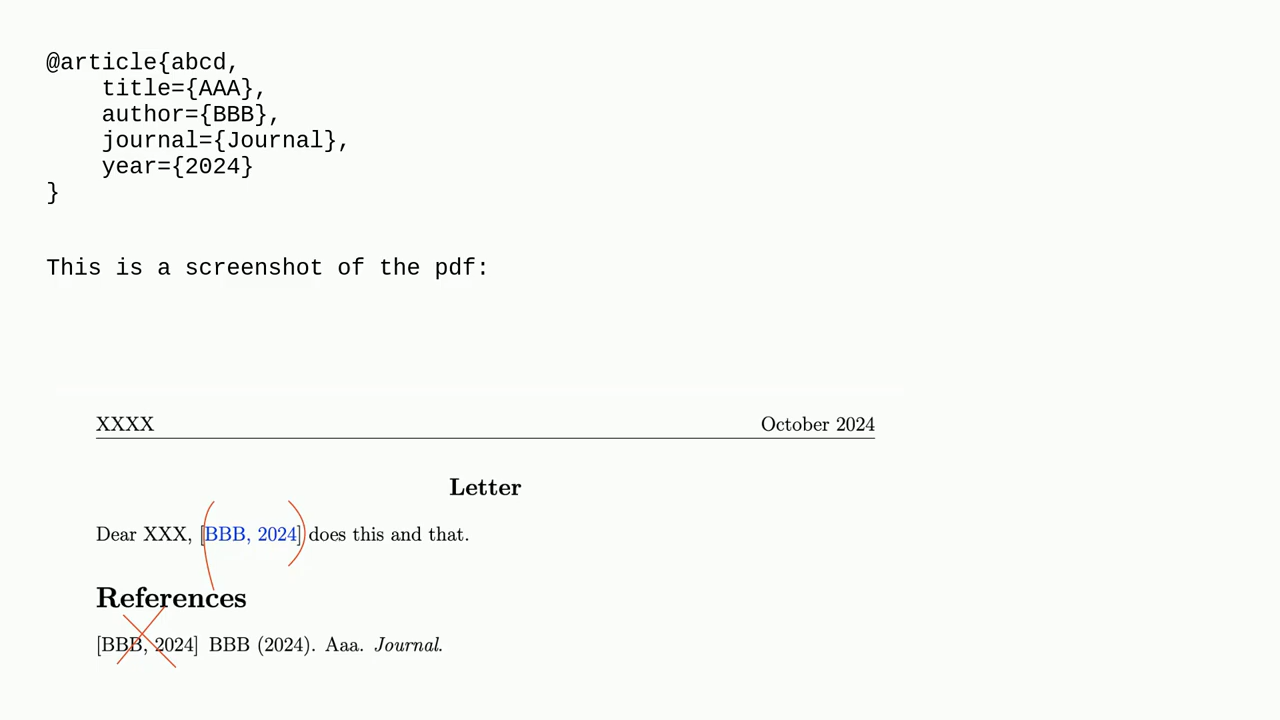 @article{abcd,
    title={AAA},
    author={BBB},
    journal={Journal},
    year={2024}
}
This is a screenshot of the pdf:
XXXX October 2024
Letter
Dear XXX, [BBB, 2024] does this and that.
References
[BBB, 2024] BBB (2024). Aaa. Journal.